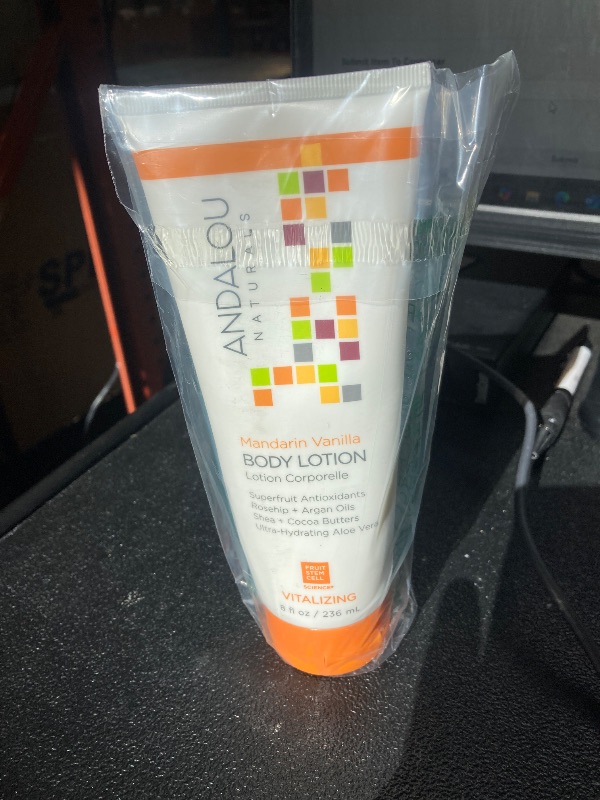 ANDALOU
NATURALS
Mandarin Vanilla
BODY LOTION
Lotion Corporelle
Superfruit Antioxidants
Rosehip + Argan Oils
Shea + Cocoa Butters
Ultra-Hydrating Aloe Vera
FRUIT
STEM
CELL
SCIENCE®
VITALIZING
8 fl oz / 236 mL
SP